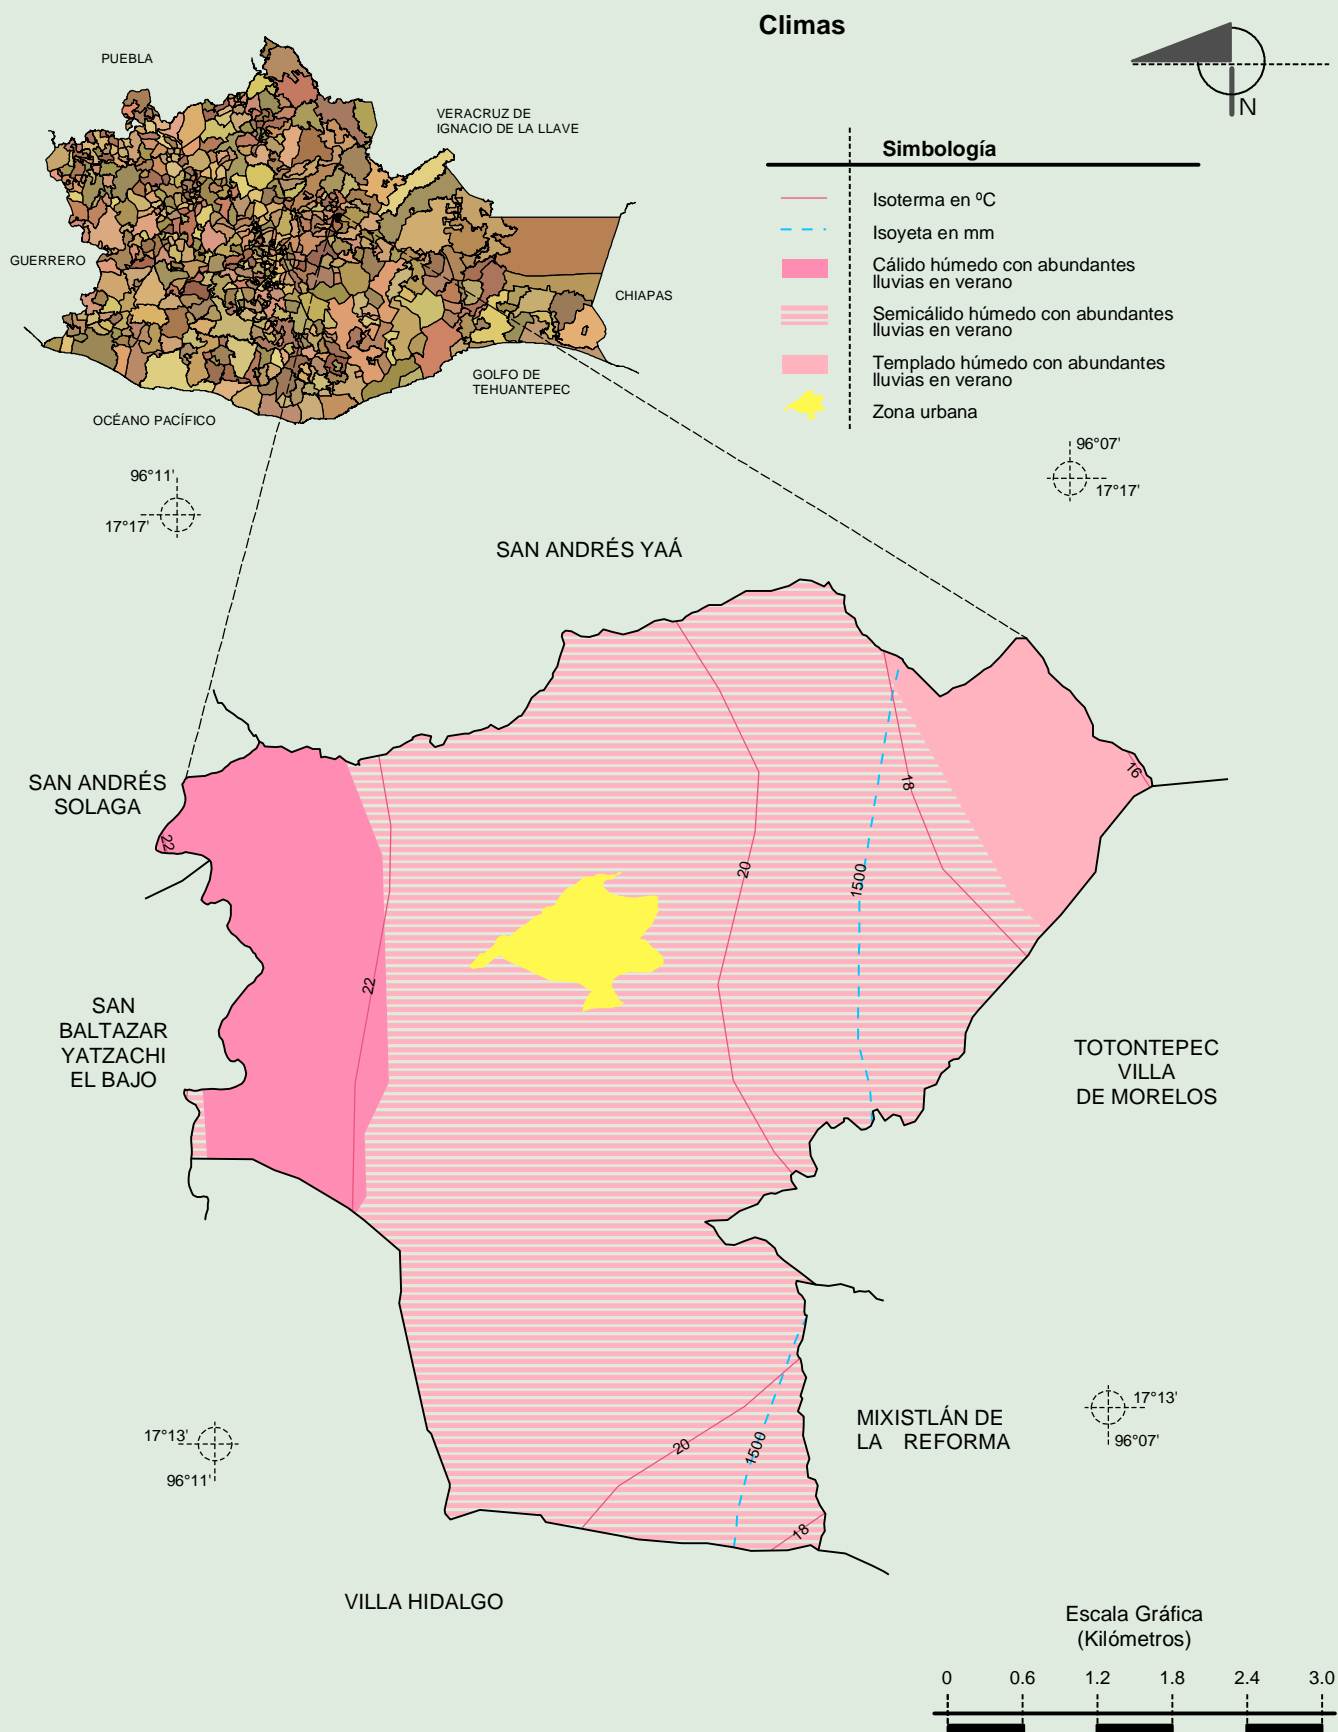 Climas
PUEBLA
VERACRUZ DE
IGNACIO DE LA LLAVE
GUERRERO
CHIAPAS
GOLFO DE
TEHUANTEPEC
OCÉANO PACÍFICO
N
Simbología
Isoterma en ºC
Isoyeta en mm
Cálido húmedo con abundantes
lluvias en verano
Semicálido húmedo con abundantes
lluvias en verano
Templado húmedo con abundantes
lluvias en verano
Zona urbana
96°11'
17°17'
96°07'
17°17'
SAN ANDRÉS YAÁ
SAN ANDRÉS
SOLAGA
22
16
18
20
1500
22
SAN
BALTAZAR
YATZACHI
EL BAJO
TOTONTEPEC
VILLA
DE MORELOS
MIXISTLÁN DE
LA REFORMA
17°13'
96°11'
17°13'
96°07'
20
1500
18
VILLA HIDALGO
Escala Gráfica
(Kilómetros)
0 0.6 1.2 1.8 2.4 3.0